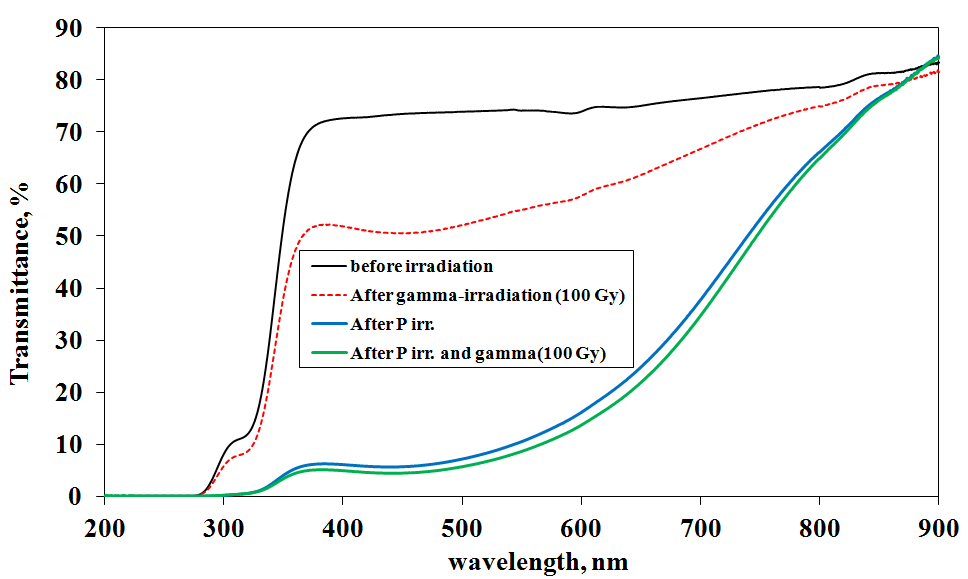 90
80
70
60
50
40
30
20
10
0
Transmittance, %
before irradiation
After gamma-irradiation (100 Gy)
After P irr.
After P irr. and gamma(100 Gy)
200 300 400 500 600 700 800 900
wavelength, nm